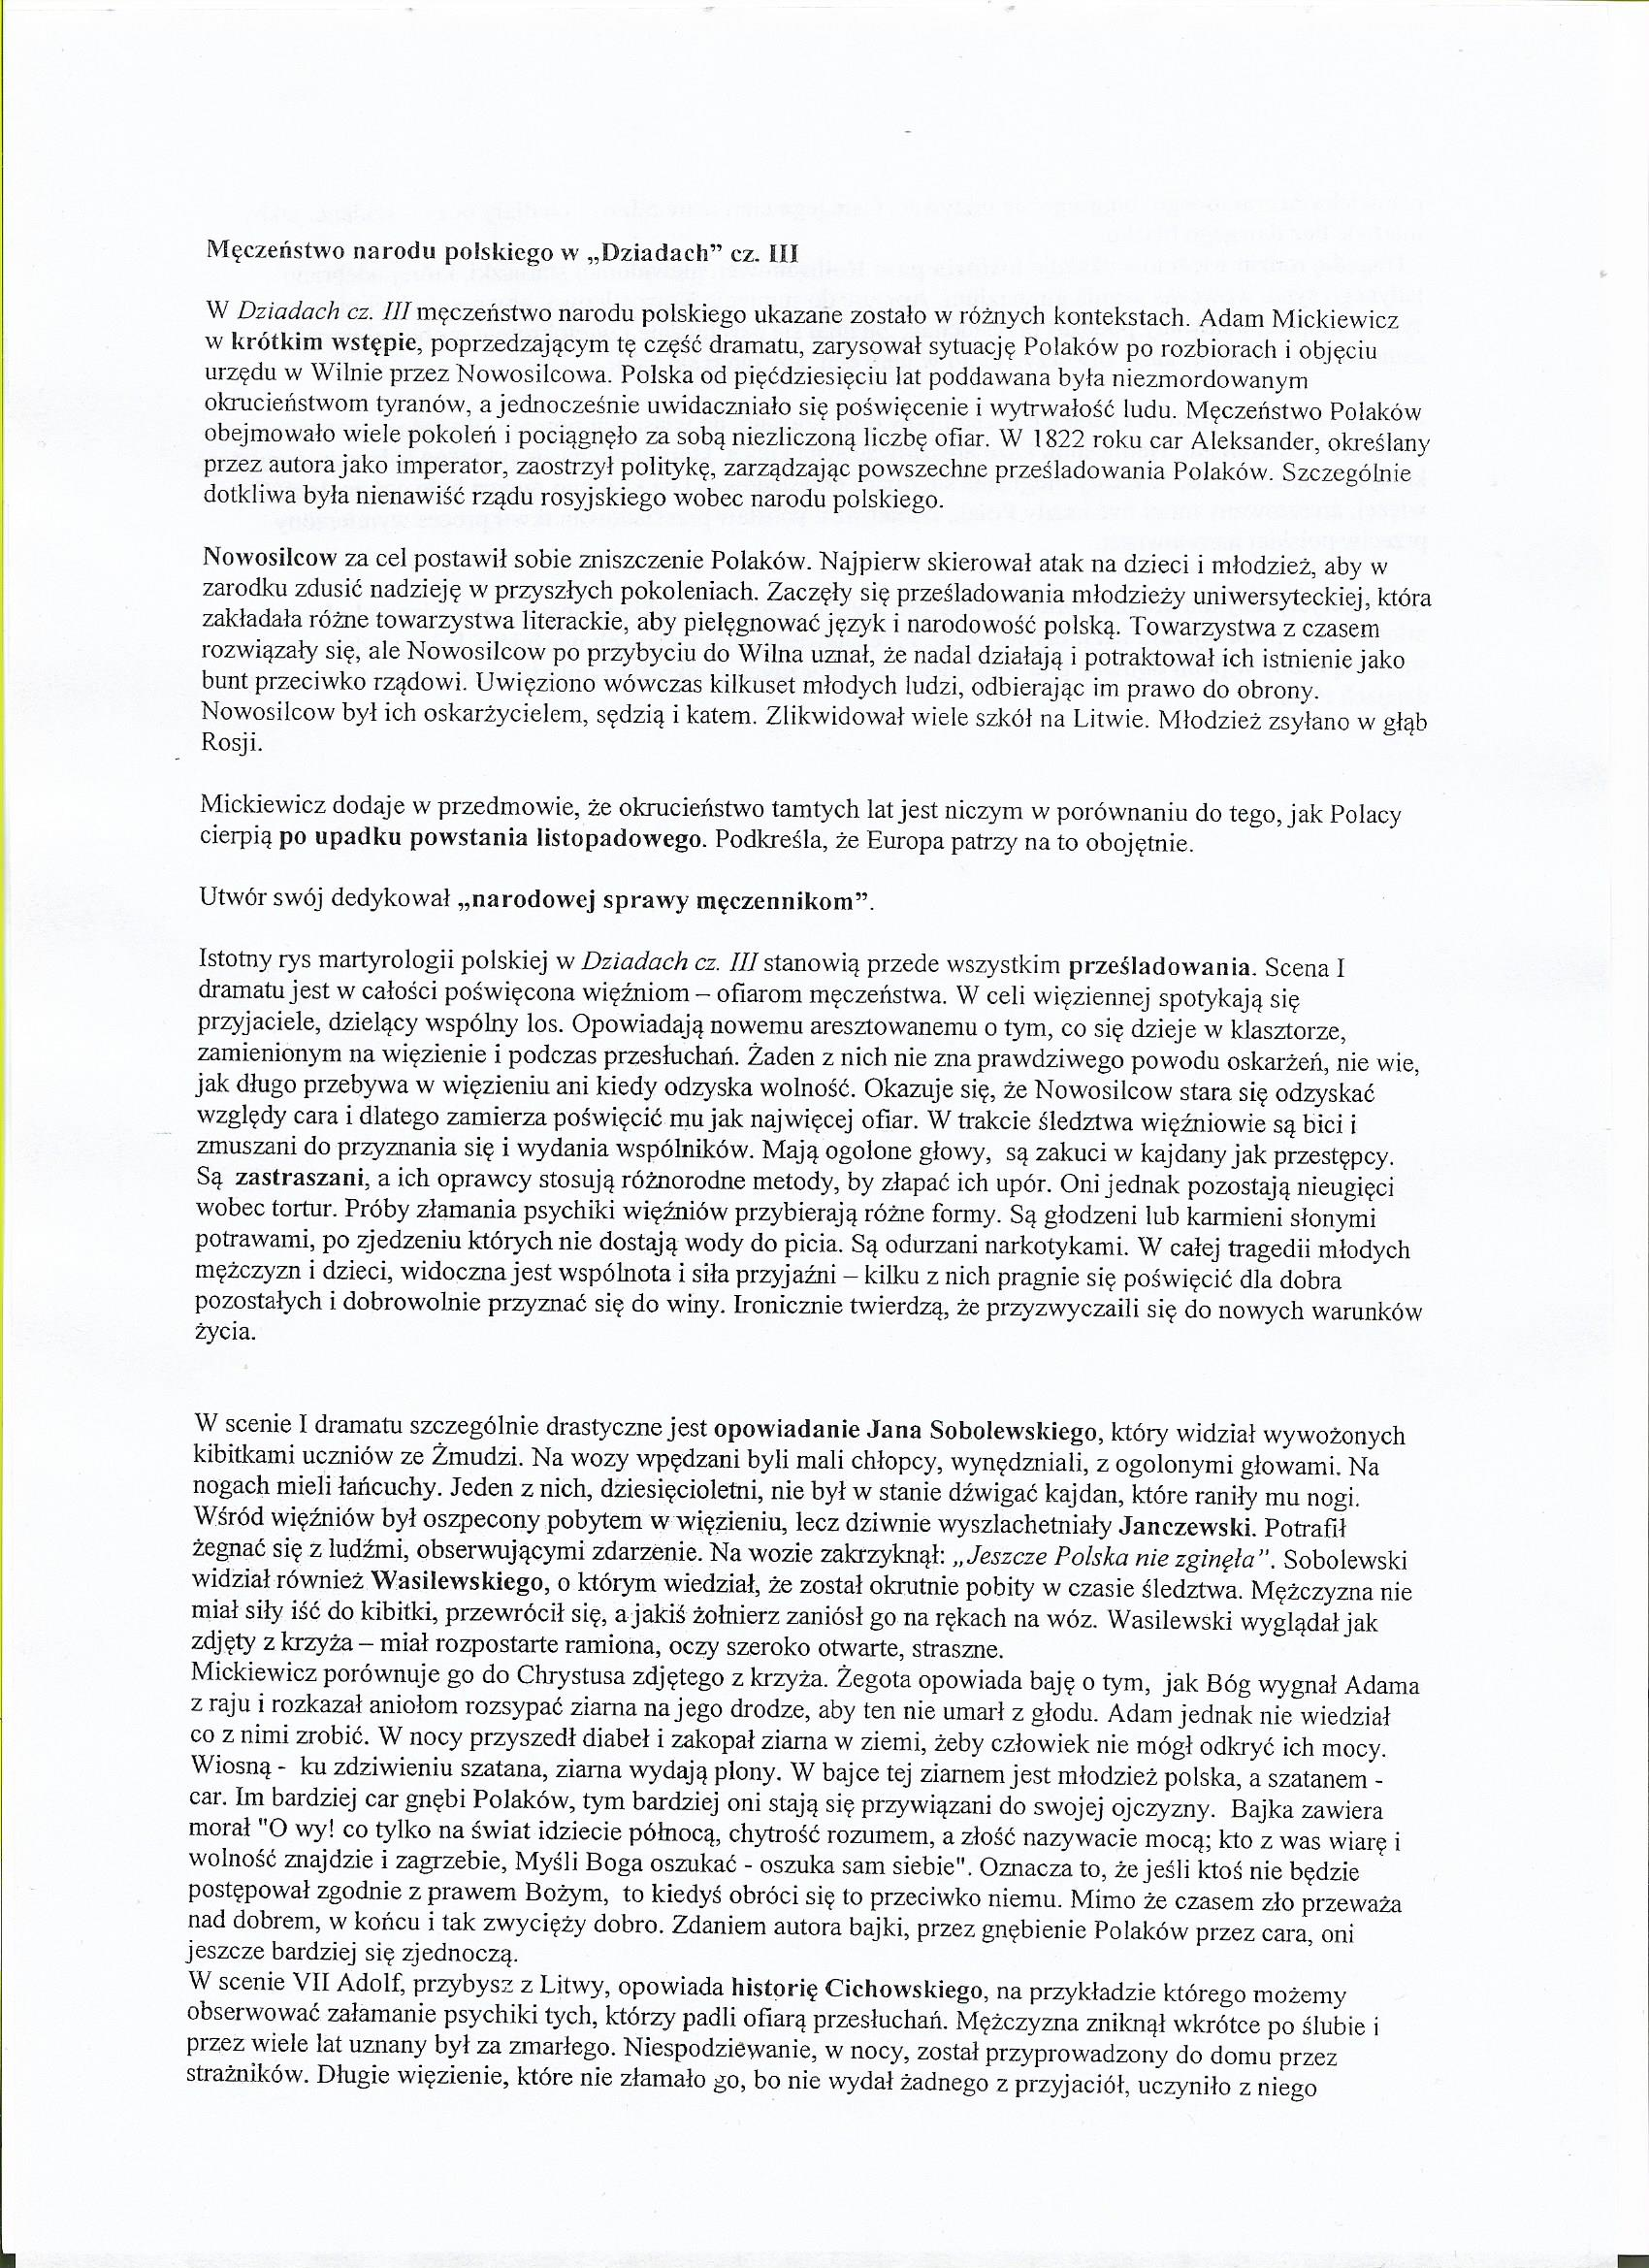 Męczeństwo narodu polskiego w „Dziadach” cz. III
W Dziadach cz. III męczeństwo narodu polskiego ukazane zostało w różnych kontekstach. Adam Mickiewicz
w krótkim wstępie, poprzedzającym tę część dramatu, zarysował sytuację Polaków po rozbiorach i objęciu
urzędu w Wilnie przez Nowosilcowa. Polska od pięćdziesięciu lat poddawana była niezmordowanym
okrucieństwom tyranów, a jednocześnie uwidaczniało się poświęcenie i wytrwałość ludu. Męczeństwo Polaków
obejmowało wiele pokoleń i pociągnęło za sobą niezliczoną liczbę ofiar. W 1822 roku car Aleksander, określany
przez autora jako imperator, zaostrzył politykę, zarządzając powszechne prześladowania Polaków. Szczególnie
dotkliwa była nienawiść rządu rosyjskiego wobec narodu polskiego.
Nowosilcow za cel postawił sobie zniszczenie Polaków. Najpierw skierował atak na dzieci i młodzież, aby w
zarodku zdusić nadzieję w przyszłych pokoleniach. Zaczęły się prześladowania młodzieży uniwersyteckiej, która
zakładała różne towarzystwa literackie, aby pielęgnować język i narodowość polską. Towarzystwa z czasem
rozwiązały się, ale Nowosilcow po przybyciu do Wilna uznał, że nadal działają i potraktował ich istnienie jako
bunt przeciwko rządowi. Uwięziono wówczas kilkuset młodych ludzi, odbierając im prawo do obrony.
Nowosilcow był ich oskarżycielem, sędzią i katem. Zlikwidował wiele szkół na Litwie. Młodzież zsyłano w głąb
Rosji.
Mickiewicz dodaje w przedmowie, że okrucieństwo tamtych lat jest niczym w porównaniu do tego, jak Polacy
cierpią po upadku powstania listopadowego. Podkreśla, że Europa patrzy na to obojętnie.
Utwór swój dedykował „narodowej sprawy męczennikom”.
Istotny rys martyrologii polskiej w Dziadach cz. III stanowią przede wszystkim prześladowania. Scena I
dramatu jest w całości poświęcona więźniom – ofiarom męczeństwa. W celi więziennej spotykają się
przyjaciele, dzielący wspólny los. Opowiadają nowemu aresztowanemu o tym, co się dzieje w klasztorze,
zamienionym na więzienie i podczas przesłuchań. Żaden z nich nie zna prawdziwego powodu oskarżeń, nie wie,
jak długo przebywa w więzieniu ani kiedy odzyska wolność. Okazuje się, że Nowosilcow stara się odzyskać
względy cara i dlatego zamierza poświęcić mu jak najwięcej ofiar. W trakcie śledztwa więźniowie są bici i
zmuszani do przyznania się i wydania wspólników. Mają ogolone głowy, są zakuci w kajdany jak przestępcy.
Są zastraszani, a ich oprawcy stosują różnorodne metody, by złapać ich upór. Oni jednak pozostają nieugięci
wobec tortur. Próby złamania psychiki więźniów przybierają różne formy. Są głodzeni lub karmieni słonymi
potrawami, po zjedzeniu których nie dostają wody do picia. Są odurzani narkotykami. W całej tragedii młodych
mężczyzn i dzieci, widoczna jest wspólnota i siła przyjaźni – kilku z nich pragnie się poświęcić dla dobra
pozostałych i dobrowolnie przyznać się do winy. Ironicznie twierdzą, że przyzwyczaili się do nowych warunków
życia.
W scenie I dramatu szczególnie drastyczne jest opowiadanie Jana Sobolewskiego, który widział wywożonych
kibitkami uczniów ze Żmudzi. Na wozy wpędzani byli mali chłopcy, wynędzniali, z ogolonymi głowami. Na
nogach mieli łańcuchy. Jeden z nich, dziesięcioletni, nie był w stanie dźwigać kajdan, które raniły mu nogi.
Wśród więźniów był oszpecony pobytem w więzieniu, lecz dziwnie wyszlachetniały Janczewski. Potrafił
żegnać się z ludźmi, obserwującymi zdarzenie. Na wozie zakrzyknął: „Jeszcze Polska nie zginęła”. Sobolewski
widział również Wasilewskiego, o którym wiedział, że został okrutnie pobity w czasie śledztwa. Mężczyzna nie
miał siły iść do kibitki, przewrócił się, a jakiś żołnierz zaniósł go na rękach na wóz. Wasilewski wyglądał jak
zdjęty z krzyża – miał rozpostarte ramiona, oczy szeroko otwarte, straszne.
Mickiewicz porównuje go do Chrystusa zdjętego z krzyża. Żegota opowiada baję o tym, jak Bóg wygnał Adama
z raju i rozkazał aniołom rozsypać ziarna na jego drodze, aby ten nie umarł z głodu. Adam jednak nie wiedział
co z nimi zrobić. W nocy przyszedł diabeł i zakopał ziarna w ziemi, żeby człowiek nie mógł odkryć ich mocy.
Wiosną - ku zdziwieniu szatana, ziarna wydają plony. W bajce tej ziarnem jest młodzież polska, a szatanem -
car. Im bardziej car gnębi Polaków, tym bardziej oni stają się przywiązani do swojej ojczyzny. Bajka zawiera
morał "O wy! co tylko na świat idziecie północą, chytrość rozumem, a złość nazywacie mocą; kto z was wiarę i
wolność znajdzie i zagrzebie, Myśli Boga oszukać - oszuka sam siebie". Oznacza to, że jeśli ktoś nie będzie
postępował zgodnie z prawem Bożym, to kiedyś obróci się to przeciwko niemu. Mimo że czasem zło przeważa
nad dobrem, w końcu i tak zwycięży dobro. Zdaniem autora bajki, przez gnębienie Polaków przez cara, oni
jeszcze bardziej się zjednoczą.
W scenie VII Adolf, przybysz z Litwy, opowiada historię Cichowskiego, na przykładzie którego możemy
obserwować załamanie psychiki tych, którzy padli ofiarą przesłuchań. Mężczyzna zniknął wkrótce po ślubie i
przez wiele lat uznany był za zmarłego. Niespodziewanie, w nocy, został przyprowadzony do domu przez
strażników. Długie więzienie, które nie złamało go, bo nie wydał żadnego z przyjaciół, uczyniło z niego